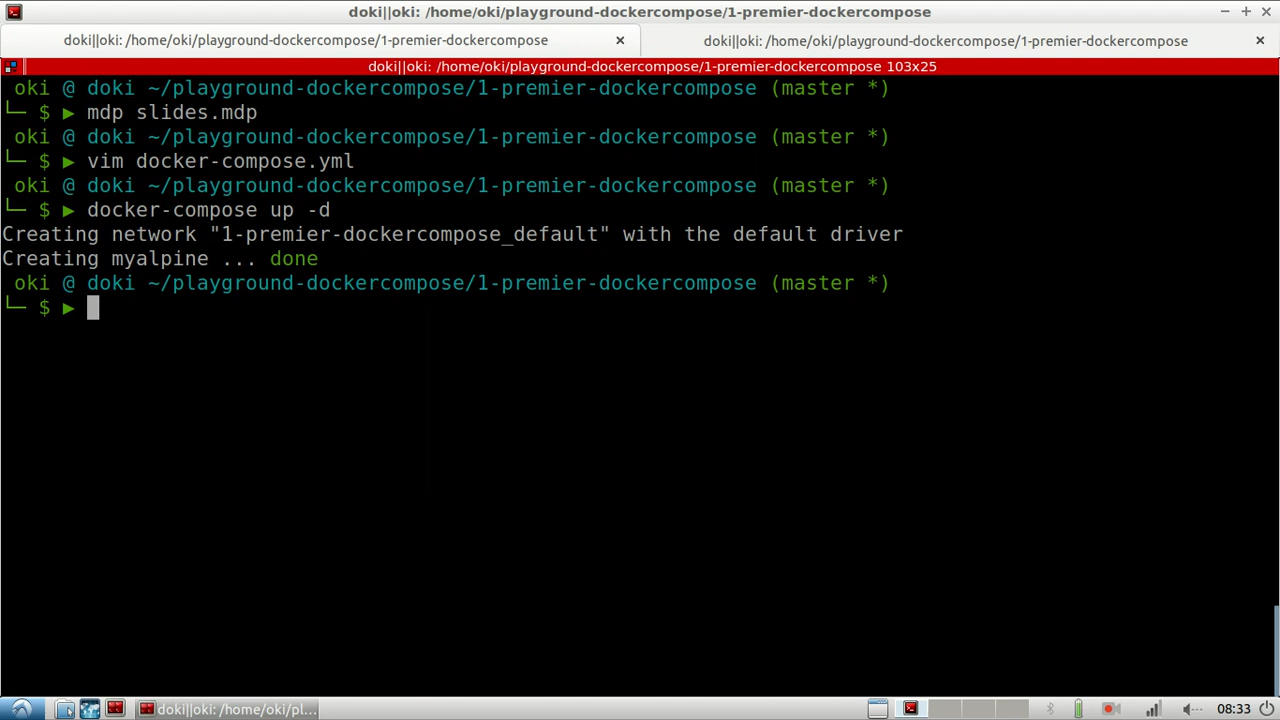 doki||oki: /home/oki/playground-dockercompose/1-premier-dockercompose
doki||oki: /home/oki/playground-dockercompose/1-premier-dockercompose
doki||oki: /home/oki/playground-dockercompose/1-premier-dockercompose
doki||oki: /home/oki/playground-dockercompose/1-premier-dockercompose 103x25
oki @ doki ~/playground-dockercompose/1-premier-dockercompose (master *)
└─ $ ▶ mdp slides.mdp
oki @ doki ~/playground-dockercompose/1-premier-dockercompose (master *)
└─ $ ▶ vim docker-compose.yml
oki @ doki ~/playground-dockercompose/1-premier-dockercompose (master *)
└─ $ ▶ docker-compose up -d
Creating network "1-premier-dockercompose_default" with the default driver
Creating myalpine ... done
oki @ doki ~/playground-dockercompose/1-premier-dockercompose (master *)
└─ $ ▶
doki||oki: /home/oki/pl...
08:33